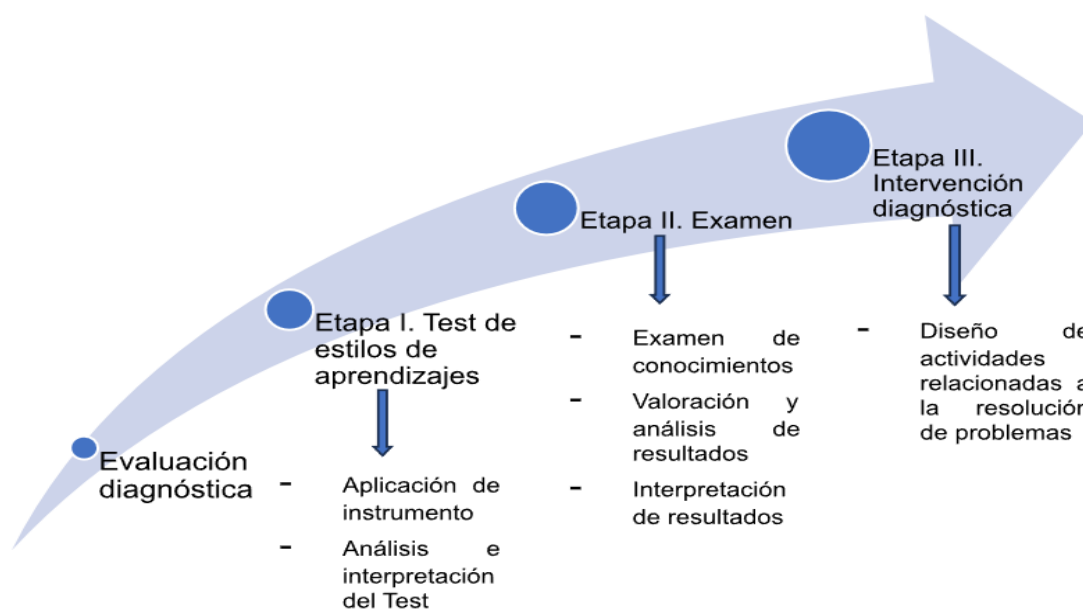 Evaluación
diagnóstica
Etapa I. Test de
estilos de
aprendizajes
- Aplicación de
instrumento
- Análisis e
interpretación
del Test
Etapa II. Examen
- Examen de
conocimientos
- Valoración y
análisis de
resultados
- Interpretación
de resultados
Etapa III.
Intervención
diagnóstica
- Diseño de
actividades
relacionadas a
la resolución
de problemas